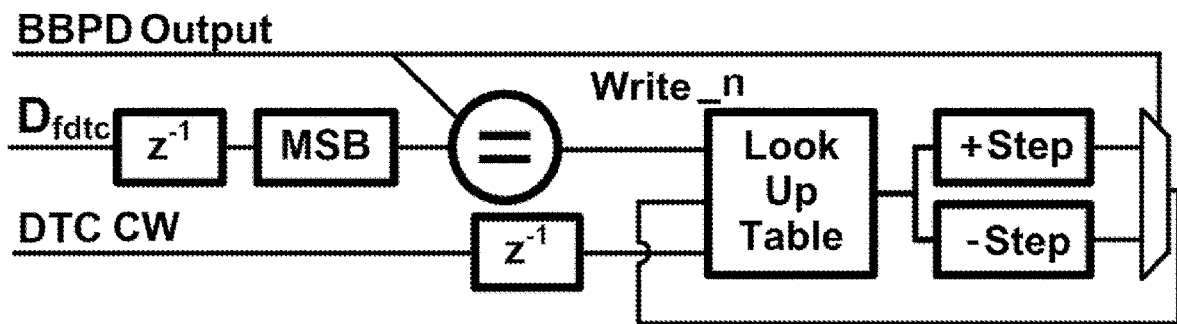 BBPD Output
Write_n
Dfdtc
z-1
MSB
=
Look
Up
Table
+Step
-Step
DTC CW
z-1